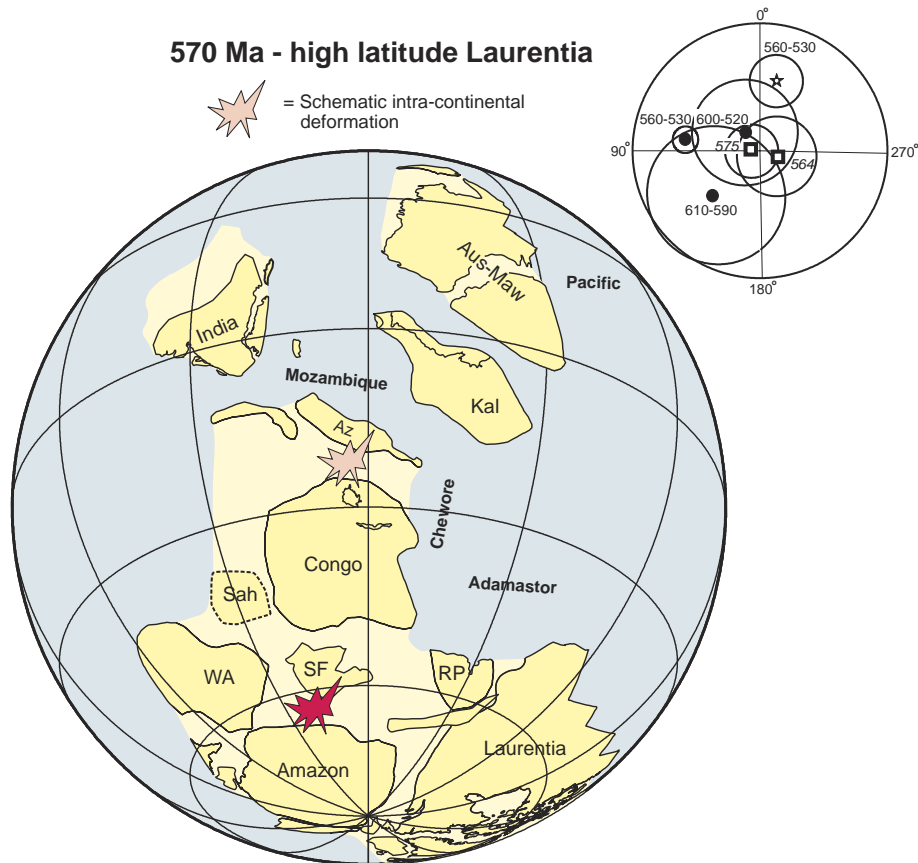 570 Ma - high latitude Laurentia
= Schematic intra-continental
deformation
0°
560-530
560-530 600-520
90°
575
564
270°
610-590
180°
Aus-Maw
Pacific
India
Mozambique
Kal
Az
Chewore
Congo
Adamastor
Sah
WA
SF
RP
Laurentia
Amazon